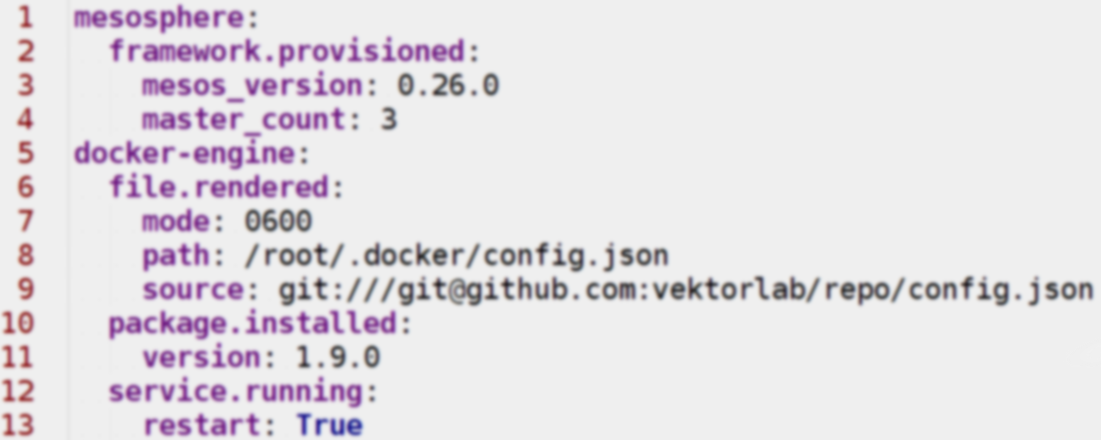 1 mesosphere:
2   framework.provisioned:
3     mesos_version: 0.26.0
4     master_count: 3
5 docker-engine:
6   file.rendered:
7     mode: 0600
8     path: /root/.docker/config.json
9     source: git:///git@github.com:vektorlab/repo/config.json
10   package.installed:
11     version: 1.9.0
12   service.running:
13     restart: True